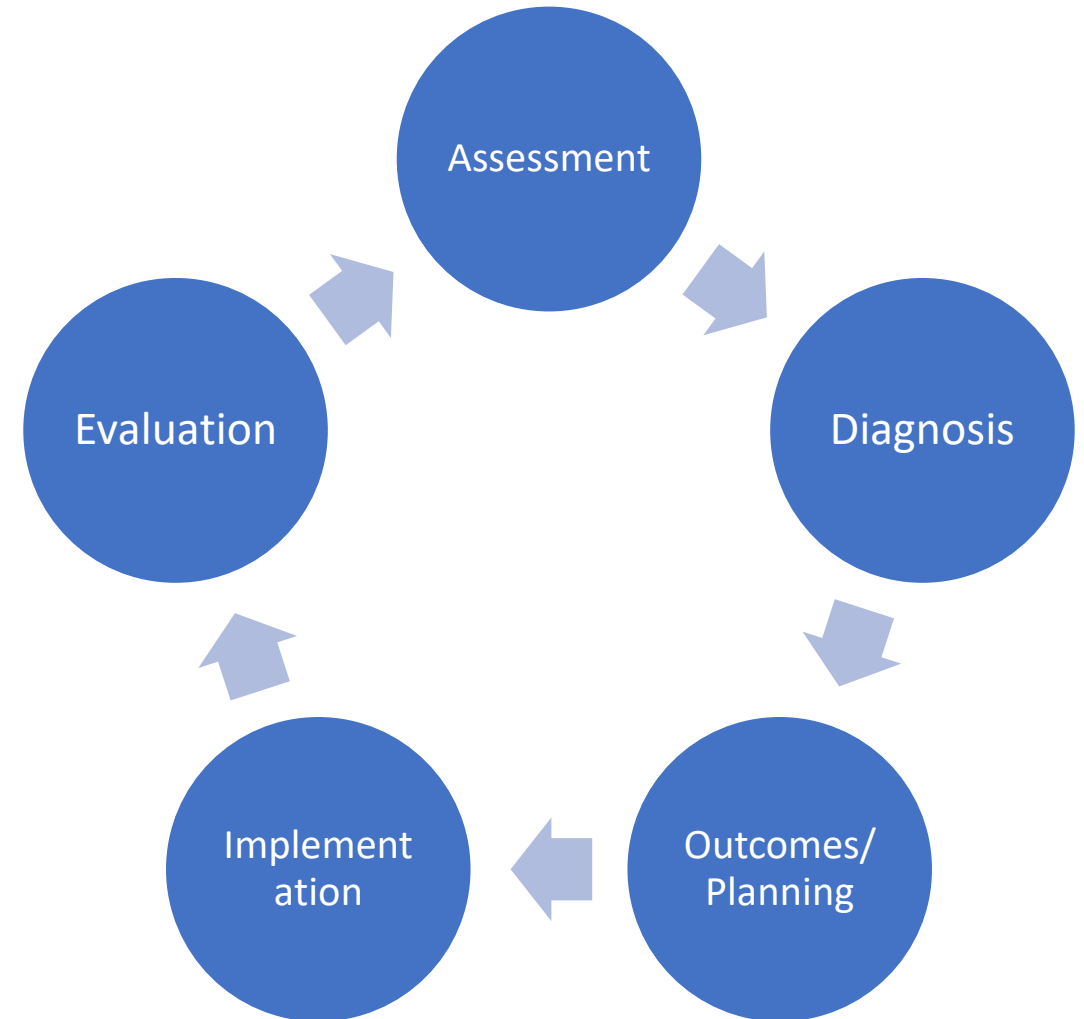 Assessment
Diagnosis
Outcomes/
Planning
Implement
ation
Evaluation